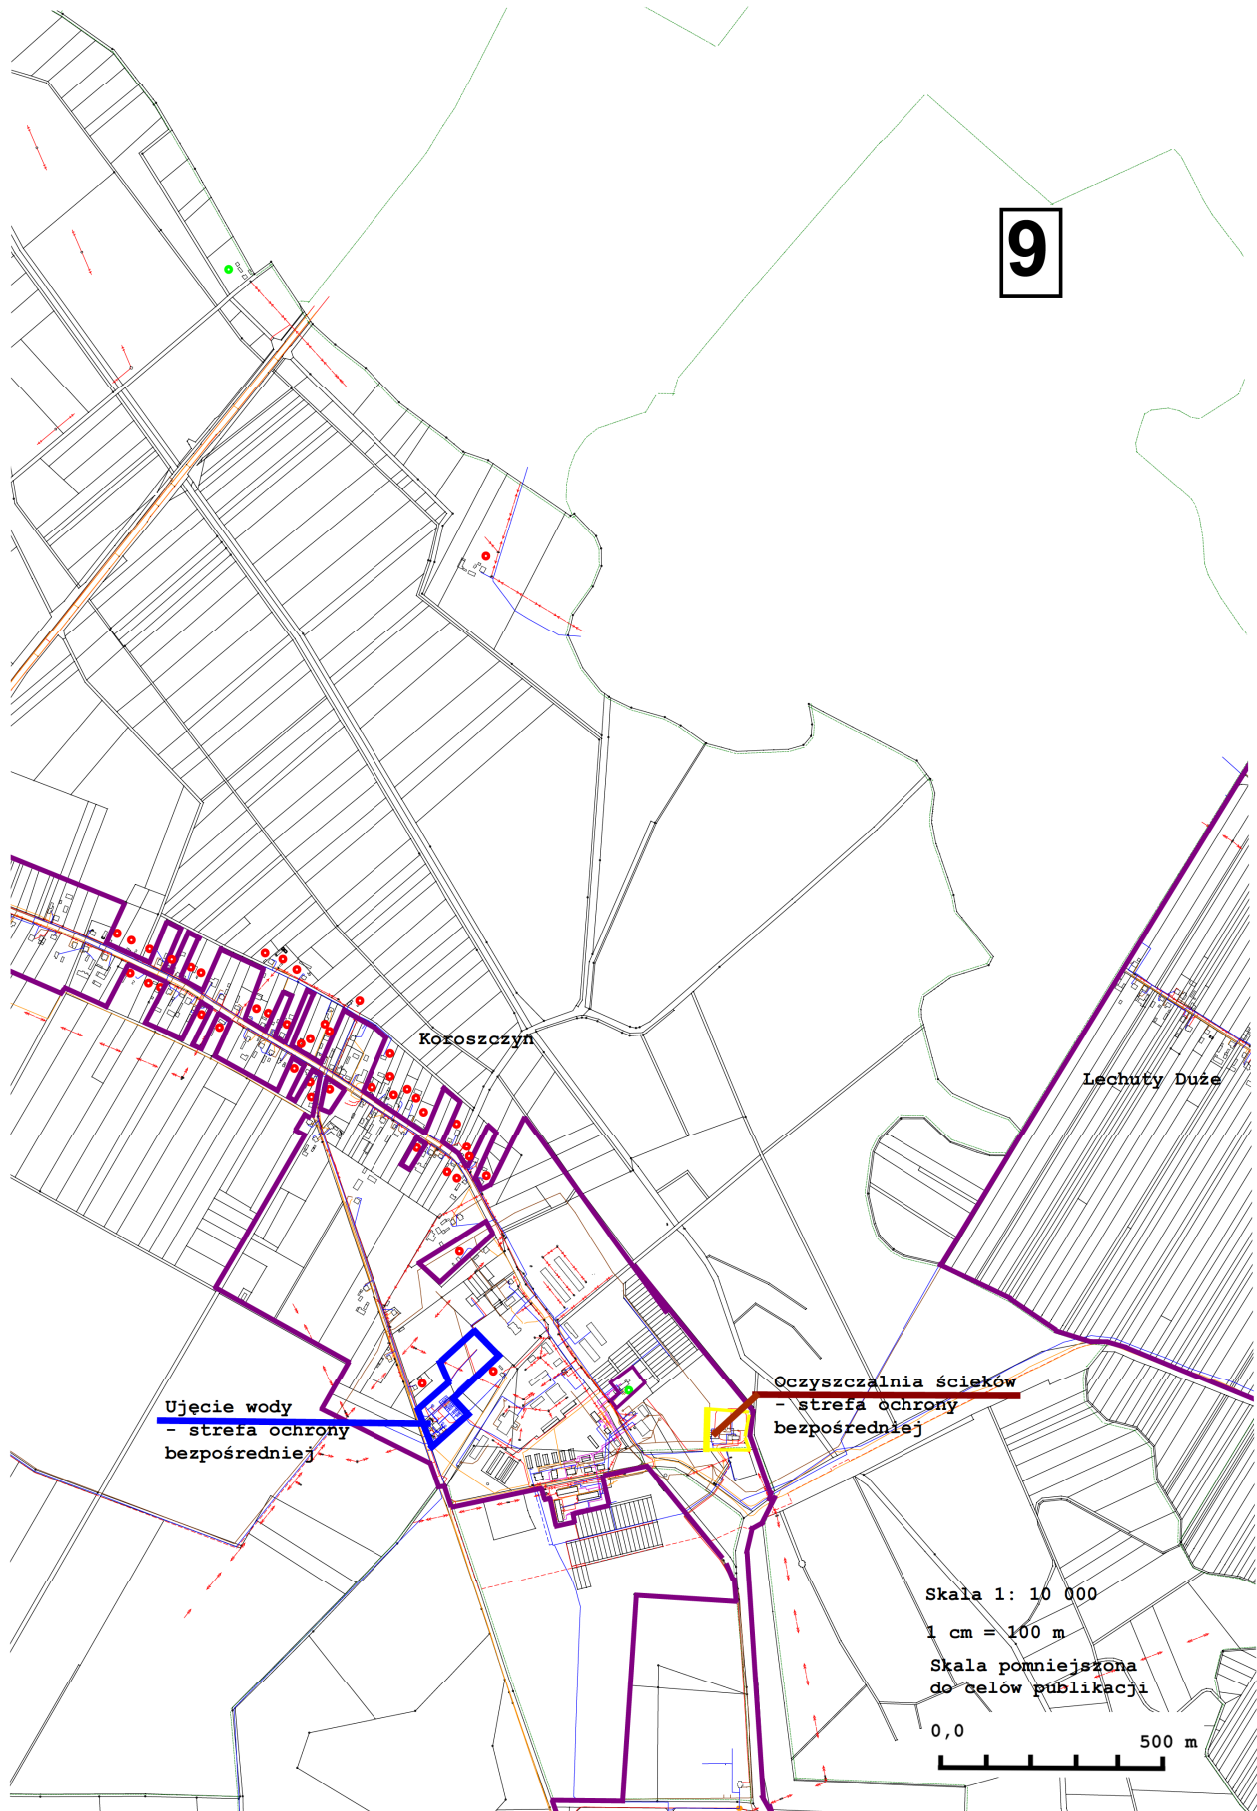 9
Koroszczyn
Lechuty Duże
Ujęcie wody
- strefa ochrony
bezpośredniej
Oczyszczalnia ścieków
- strefa ochrony
bezpośredniej
Skala 1: 10 000
1 cm = 100 m
Skala pomniejszona
do celów publikacji
0,0
500 m